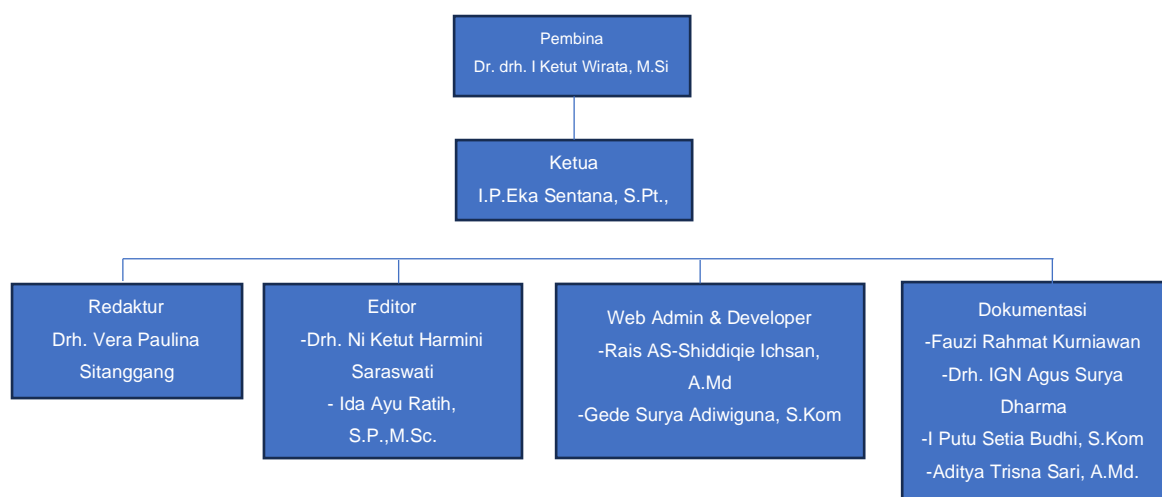 Pembina
Dr. drh. I Ketut Wirata, M.Si
Ketua
I.P.Eka Sentana, S.Pt.,
Redaktur
Drh. Vera Paulina
Sitanggang
Editor
-Drh. Ni Ketut Harmini
Saraswati
- Ida Ayu Ratih,
S.P.,M.Sc.
Web Admin & Developer
-Rais AS-Shiddiqie Ichsan,
A.Md
-Gede Surya Adiwiguna, S.Kom
Dokumentasi
-Fauzi Rahmat Kurniawan
-Drh. IGN Agus Surya
Dharma
-I Putu Setia Budhi, S.Kom
-Aditya Trisna Sari, A.Md.